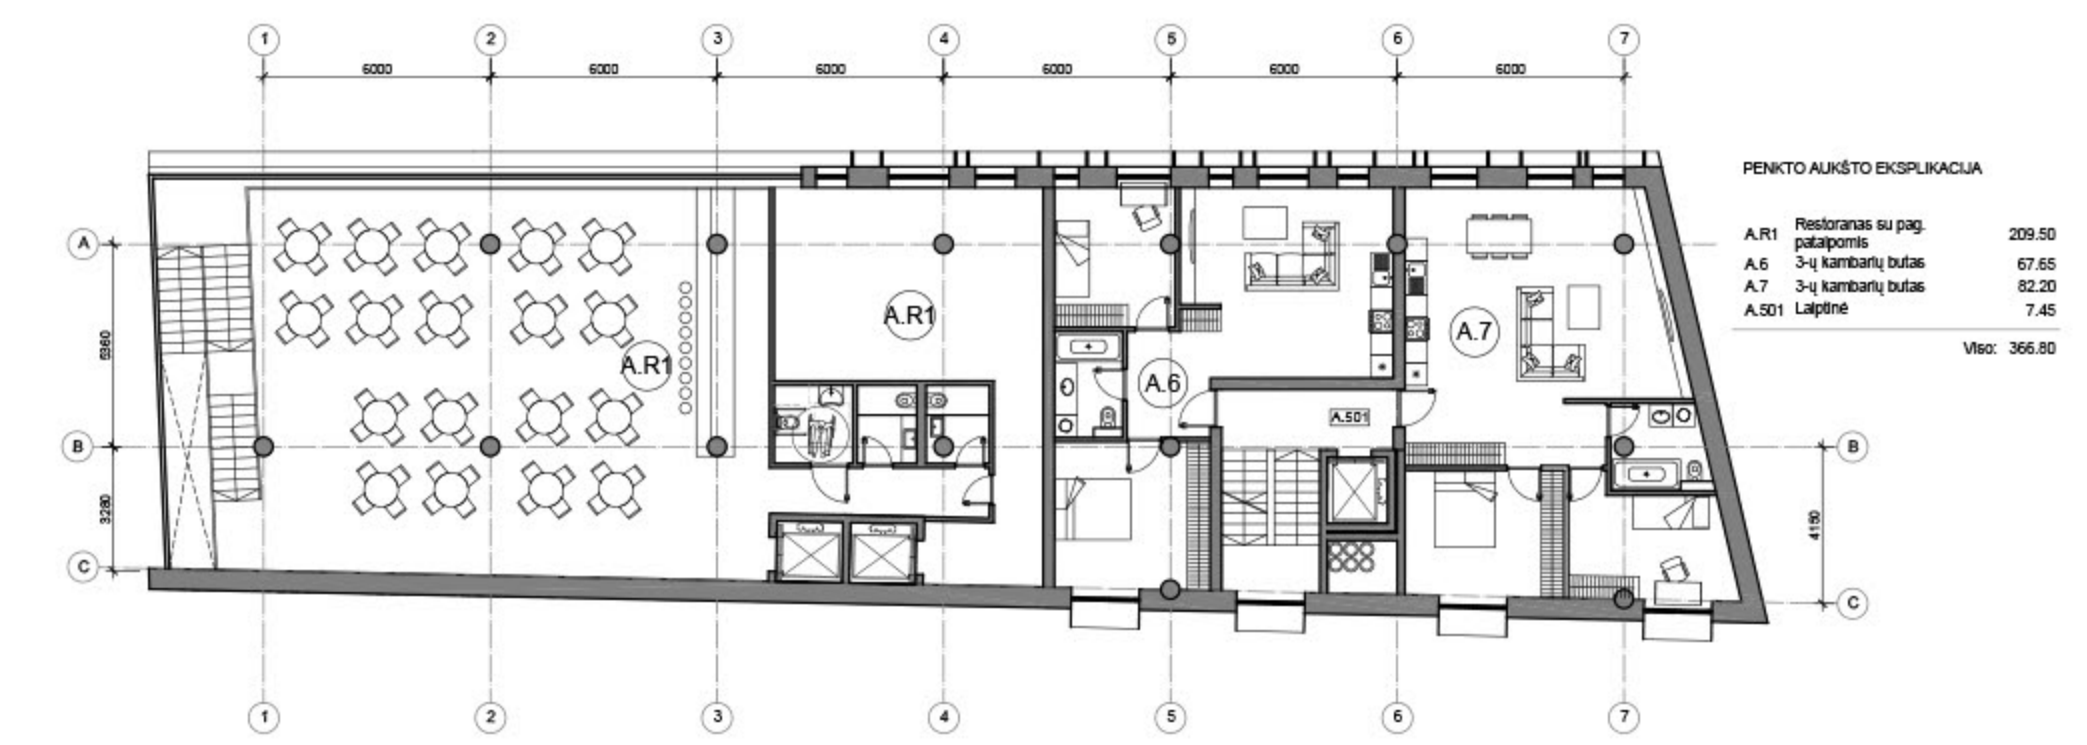 1 2 3 4 5 6 7
6000 6000 6000 6000 6000 6000
PENKTO AUKŠTO EKSPLIKACIJA
A.R1 Restoranas su pag. patalpomis 209.50
A.6 3-ų kambarių butas 67.65
A.7 3-ų kambarių butas 82.20
A.501 Laiptinė 7.45
Viso: 366.80
A
A.R1
A.R1
A.7
A.6
A.501
B B
3280
4150
C C
1 2 3 4 5 6 7